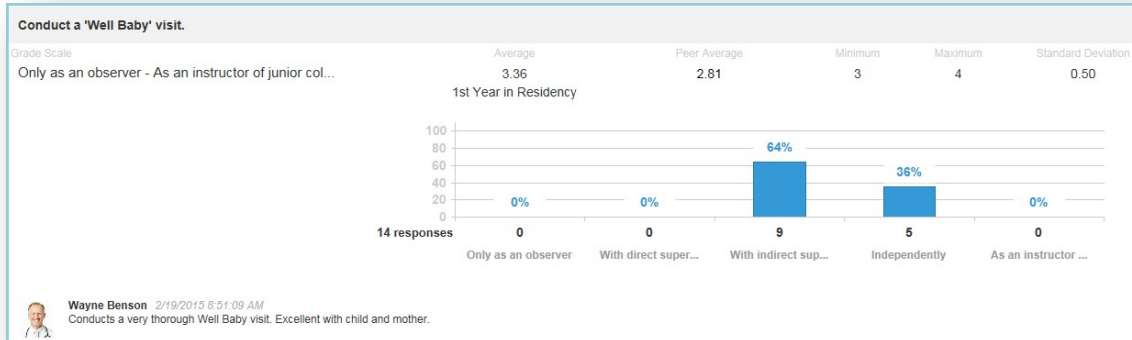 Conduct a 'Well Baby' visit.
Grade Scale Average Peer Average Minimum Maximum Standard Deviation
Only as an observer - As an instructor of junior col... 3.36 2.81 3 4 0.50
1st Year in Residency
100
80
60
40
20
0
0% 0% 64% 36% 0%
14 responses 0 0 9 5 0
Only as an observer With direct super... With indirect sup... Independently As an instructor ...
Wayne Benson 2/19/2015 8:51:09 AM
Conducts a very thorough Well Baby visit. Excellent with child and mother.